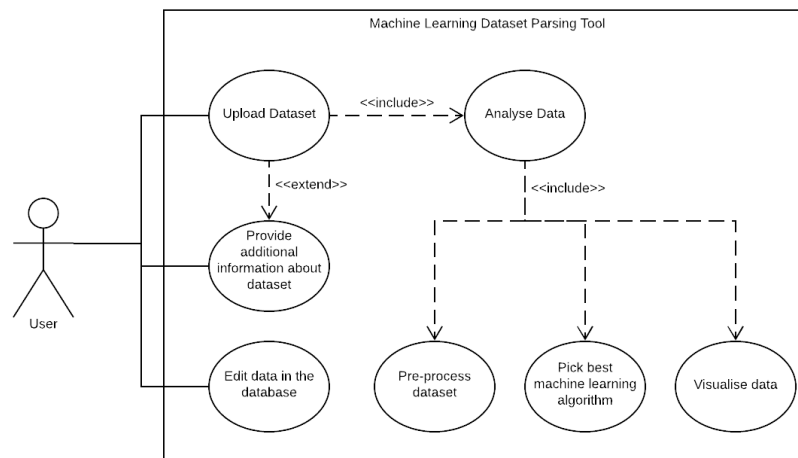 Machine Learning Dataset Parsing Tool
Upload Dataset
<<include>>
Analyse Data
<<extend>>
<<include>>
Provide
additional
information about
dataset
User
Edit data in the
database
Pre-process
dataset
Pick best
machine learning
algorithm
Visualise data